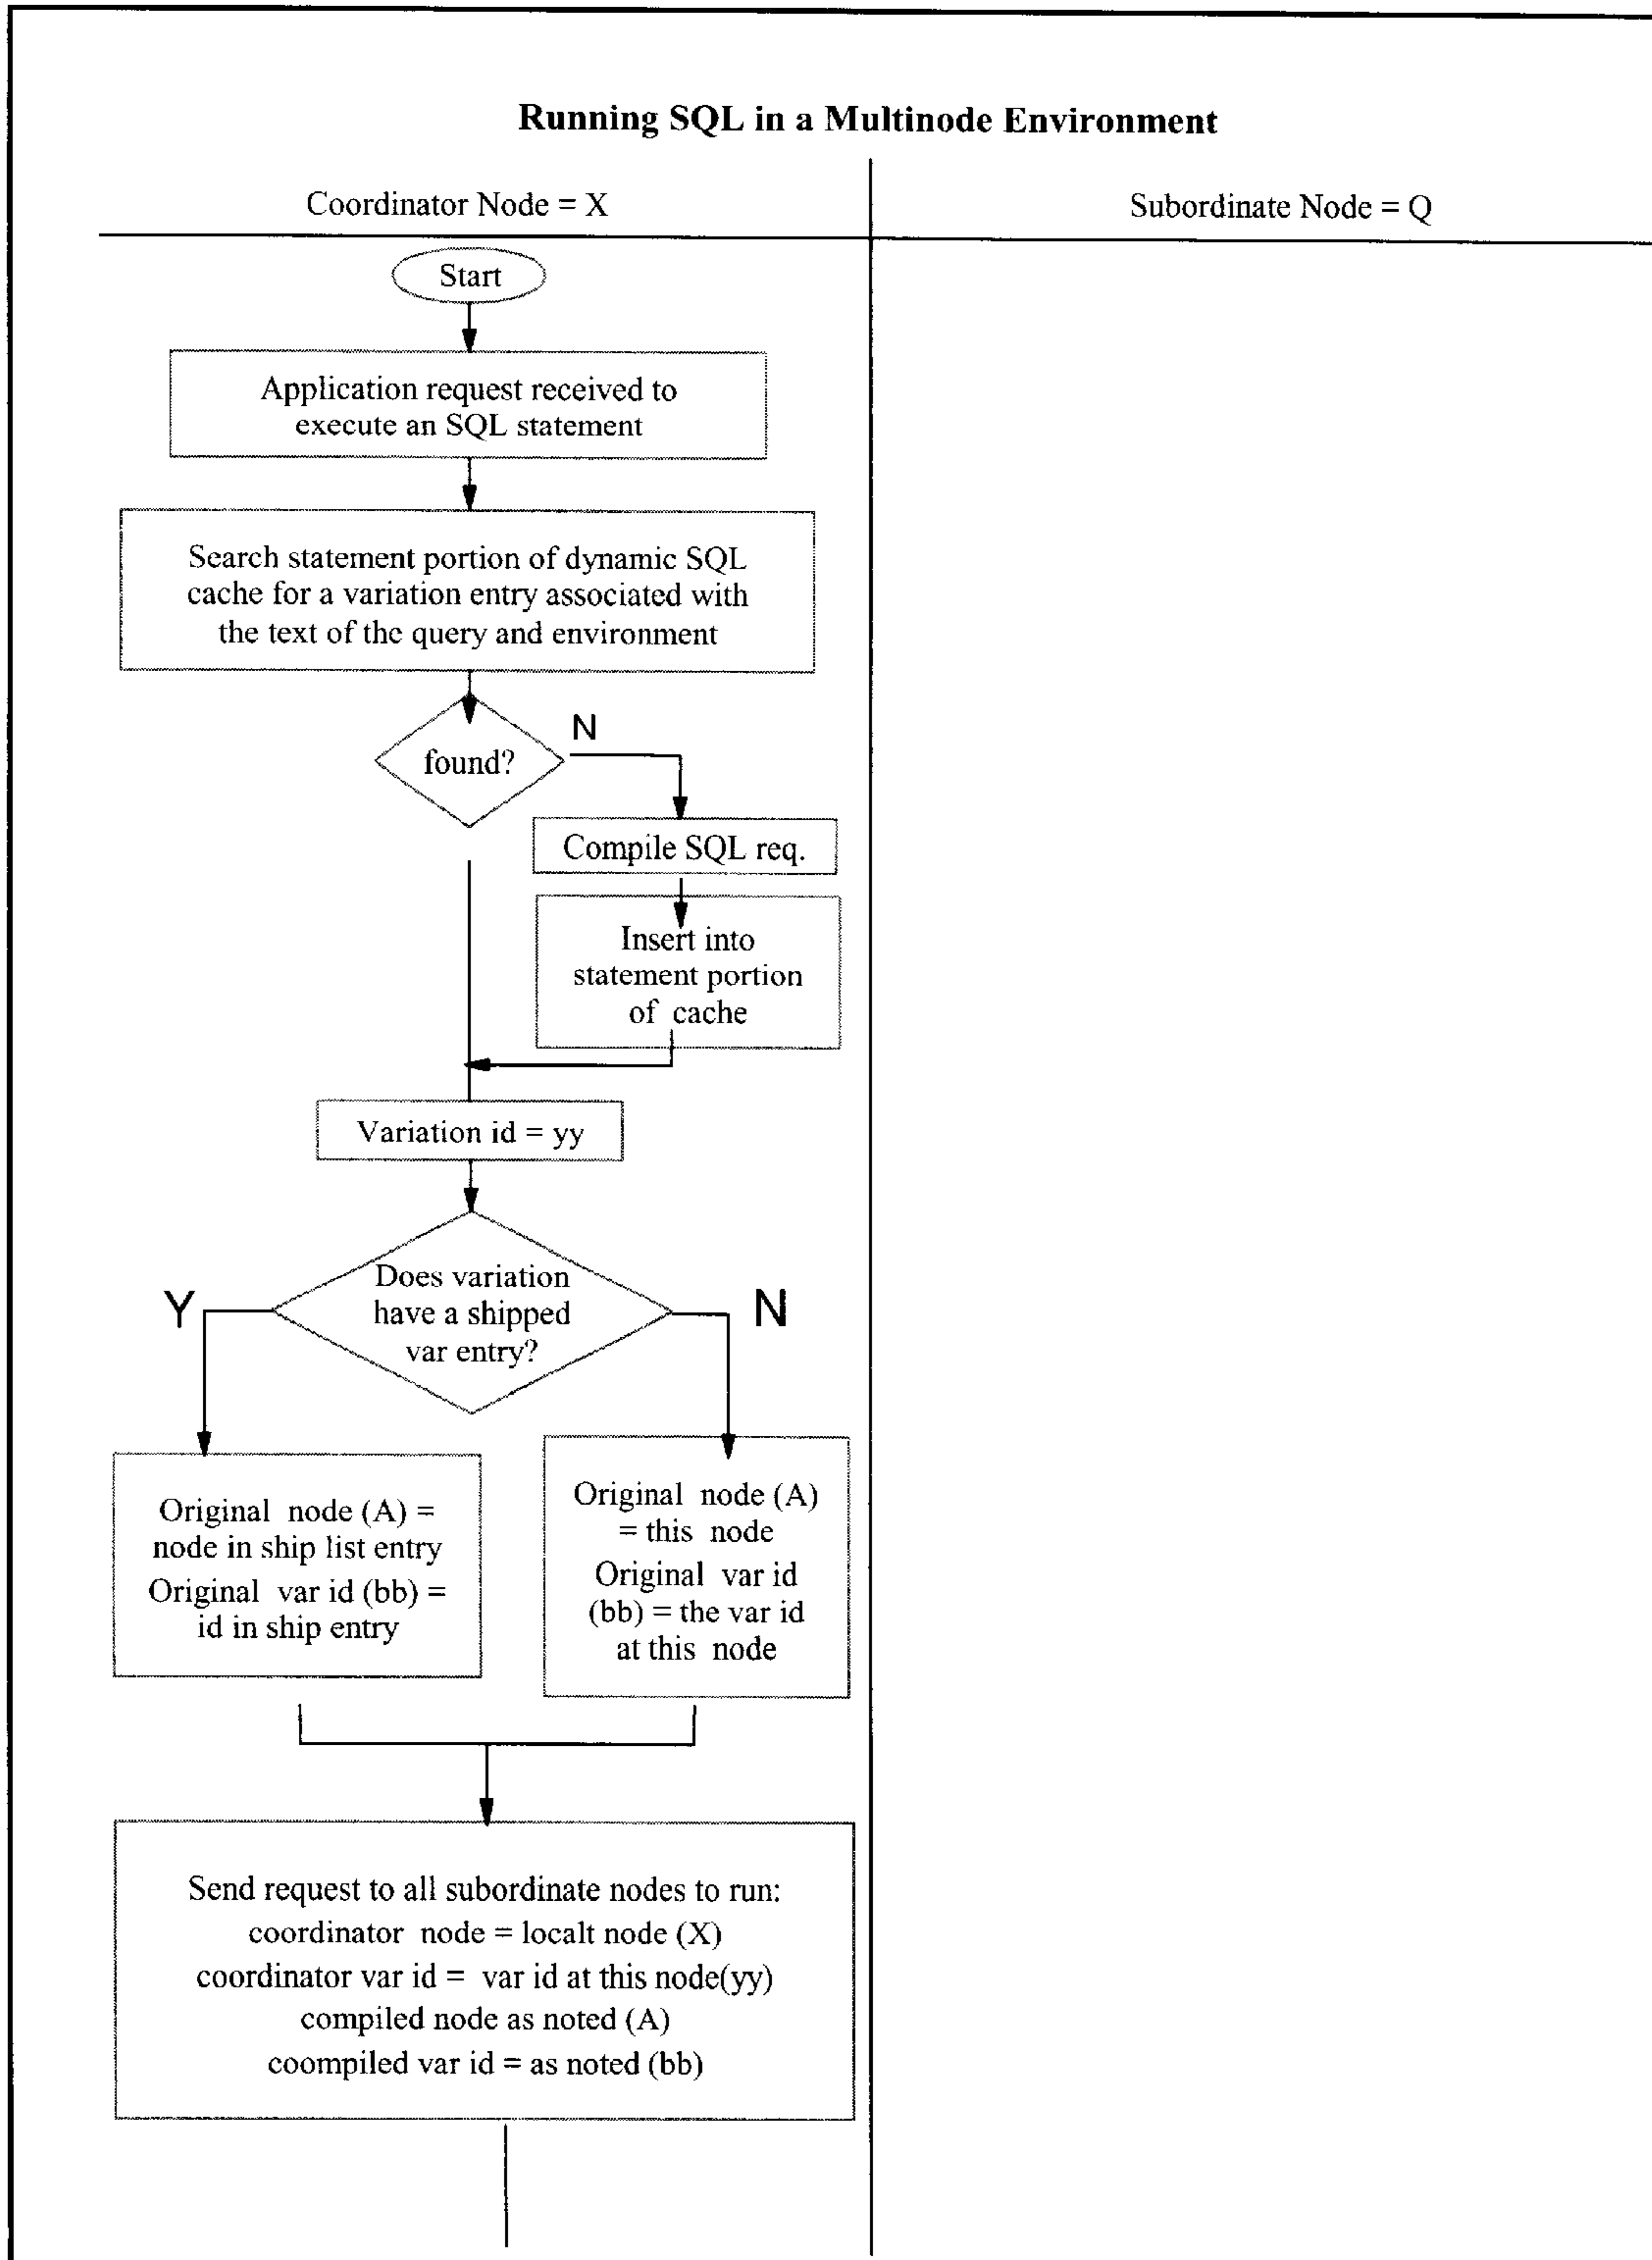 Running SQL in a Multinode Environment
Coordinator Node = X
Subordinate Node = Q
Start
Application request received to
execute an SQL statement
Search statement portion of dynamic SQL
cache for a variation entry associated with
the text of the query and environment
found?
N
Compile SQL req.
Insert into
statement portion
of cache
Variation id = yy
Does variation
have a shipped
var entry?
Y
N
Original node (A) =
node in ship list entry
Original var id (bb) =
id in ship entry
Original node (A)
= this node
Original var id
(bb) = the var id
at this node
Send request to all subordinate nodes to run:
coordinator node = localt node (X)
coordinator var id = var id at this node(yy)
compiled node as noted (A)
coompiled var id = as noted (bb)